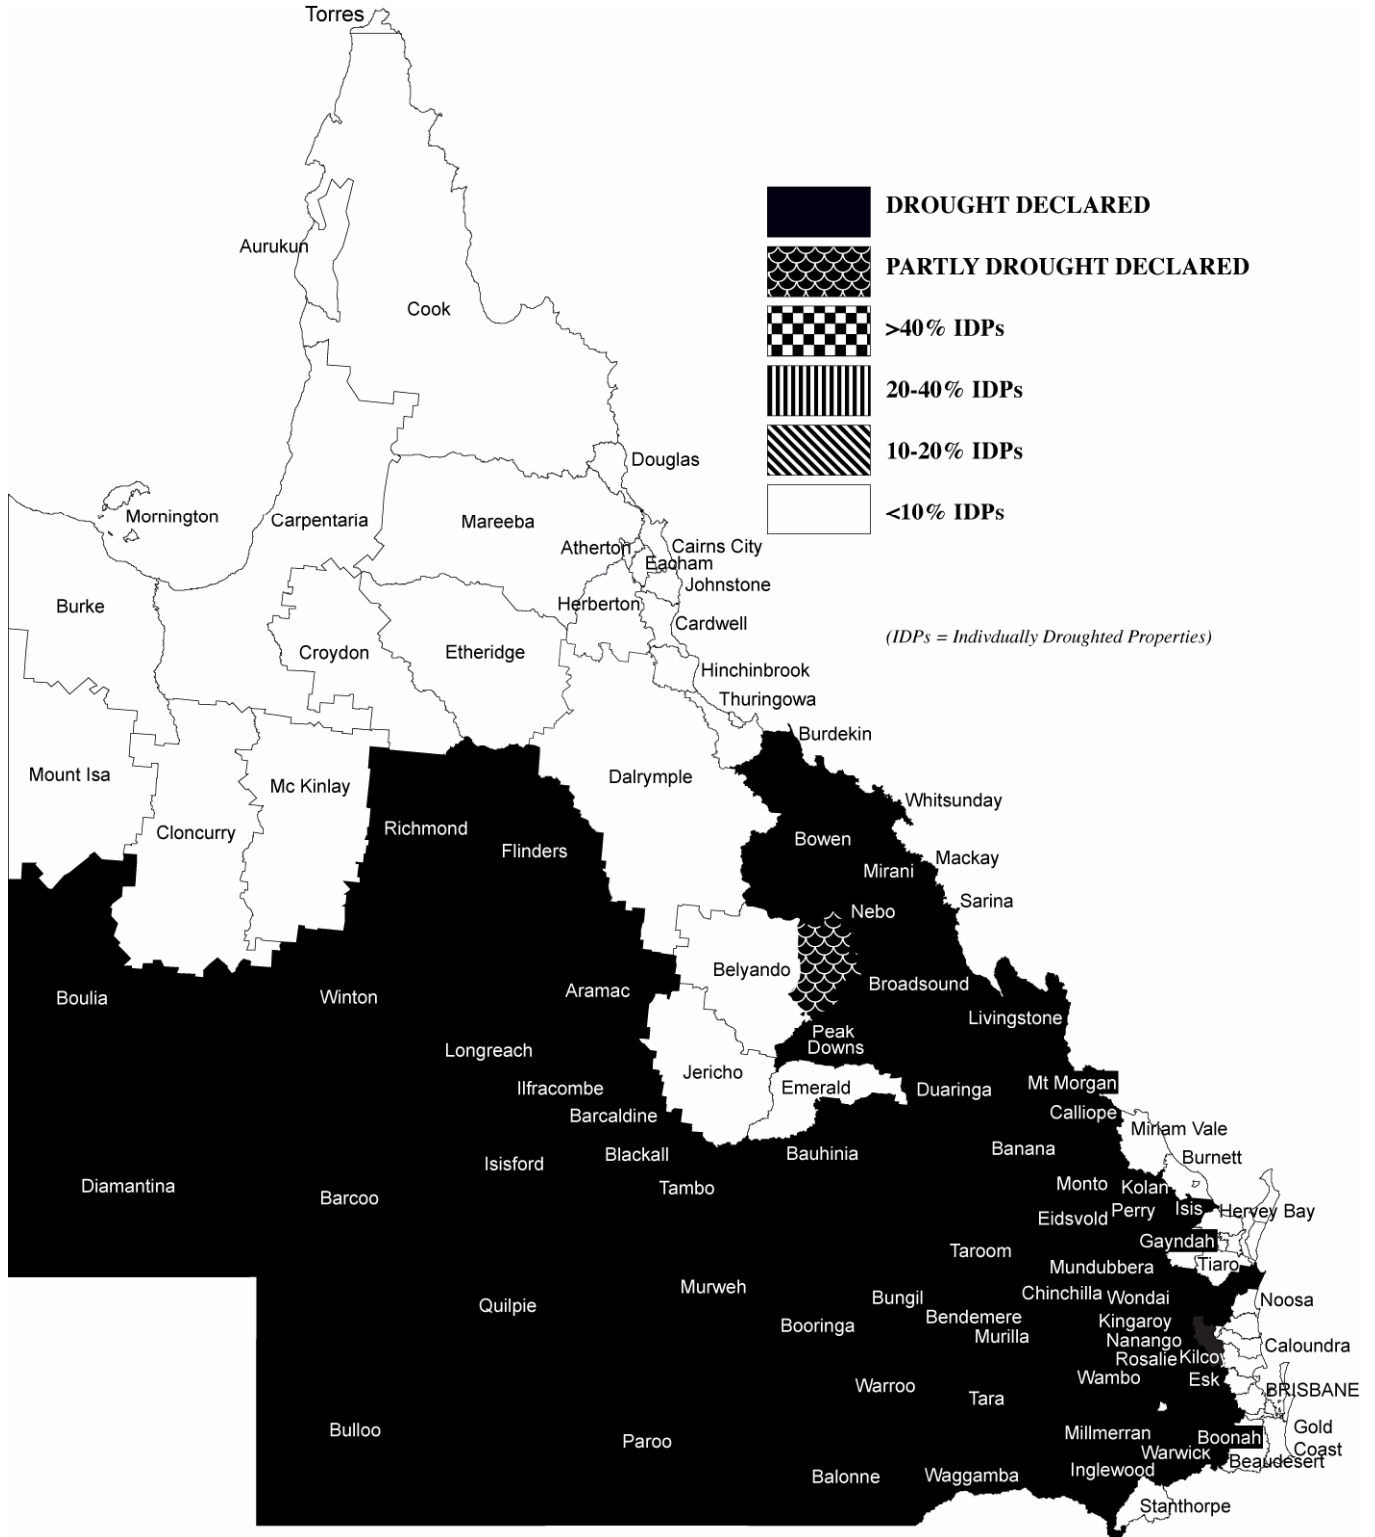 Torres
DROUGHT DECLARED
Aurukun
PARTLY DROUGHT DECLARED
Cook
>40% IDPs
20-40% IDPs
10-20% IDPs
Douglas
<10% IDPs
Mornington
Carpentaria
Mareeba
Atherton
Cairns City
Eacham
Johnstone
Burke
Herberton
Cardwell
(IDPs = Indivdually Droughted Properties)
Croydon
Etheridge
Hinchinbrook
Thuringowa
Burdekin
Mount Isa
Mc Kinlay
Dalrymple
Whitsunday
Cloncurry
Richmond
Flinders
Bowen
Mirani
Mackay
Sarina
Nebo
Belyando
Broadsound
Boulia
Winton
Aramac
Livingstone
Peak
Downs
Longreach
Jericho
Ilfracombe
Emerald
Duaringa
Mt Morgan
Barcaldine
Calliope
Miriam Vale
Isisford
Blackall
Bauhinia
Banana
Burnett
Diamantina
Barcoo
Tambo
Monto
Kolan
Eidsvold
Perry
Isis
Hervey Bay
Gayndah
Taroom
Mundubbera
Tiaro
Quilpie
Murweh
Bungil
Chinchilla
Wondai
Noosa
Booringa
Bendemere
Murilla
Kingaroy
Nanango
Caloundra
Rosalie
Kilcoy
Warroo
Tara
Wambo
Esk
BRISBANE
Bulloo
Paroo
Millmerran
Boonah
Gold
Coast
Warwick
Beaudesert
Balonne
Waggamba
Inglewood
Stanthorpe